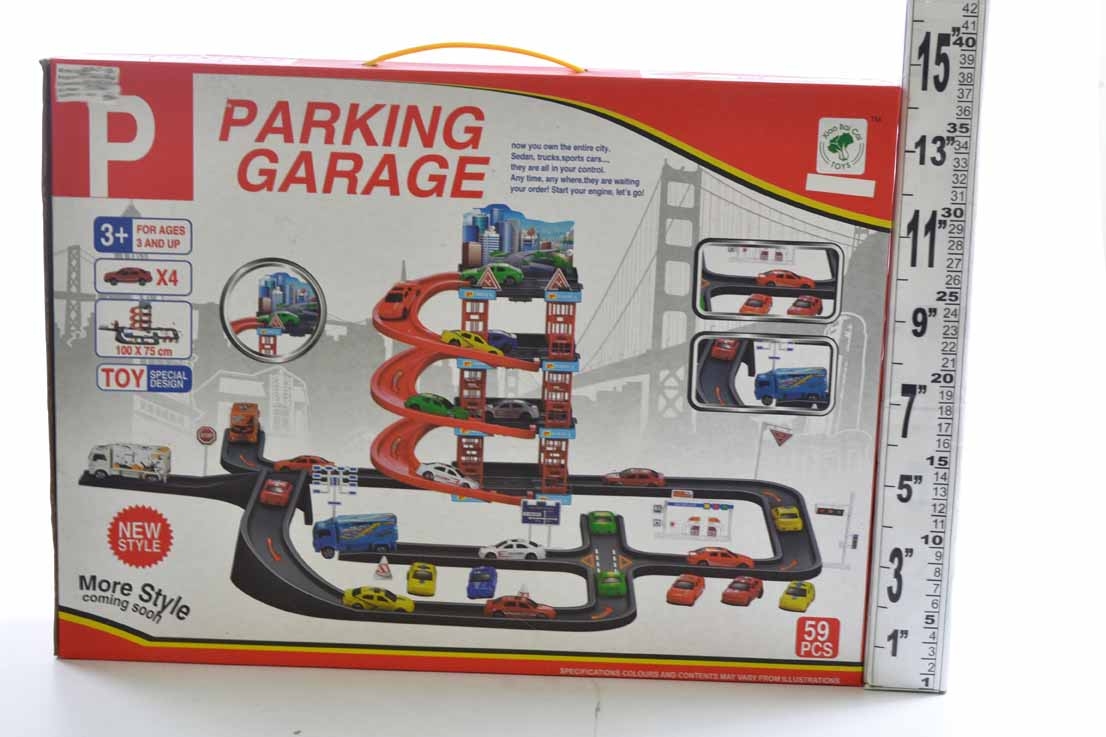 P
PARKING
GARAGE
now you own the entire city.
Sedan, trucks,sports cars....,
they are all in your control.
Any time, any where,they are waiting
your order! Start your engine, let's go!
Xiao Bai Cai
TOYS
TM
3+ FOR AGES
3 AND UP
X4
100 X 75 cm
TOY SPECIAL
DESIGN
NEW
STYLE
More Style
coming soon
59
PCS
SPECIFICATIONS COLOURS AND CONTENTS MAY VARY FROM ILLUSTRATIONS
42
41
15" 40
39
38
37
36
35
13" 34
33
32
31
30
11" 29
28
27
26
25
24
9" 23
22
21
20
7" 19
18
17
16
15
14
5" 13
12
11
10
9
3" 8
7
6
5
1" 4
3
2
1